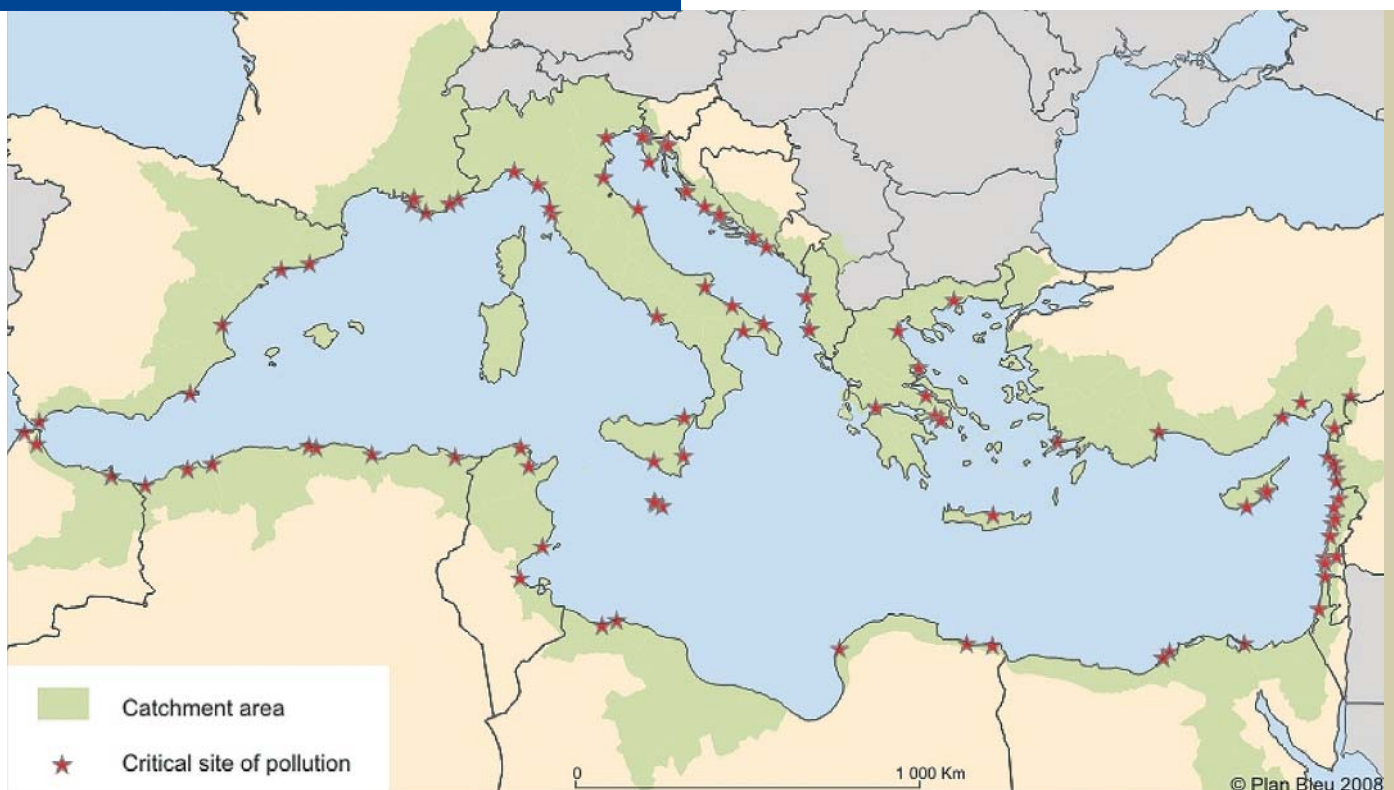 Catchment area
Critical site of pollution
0
1 000 Km
© Plan Bleu 2008